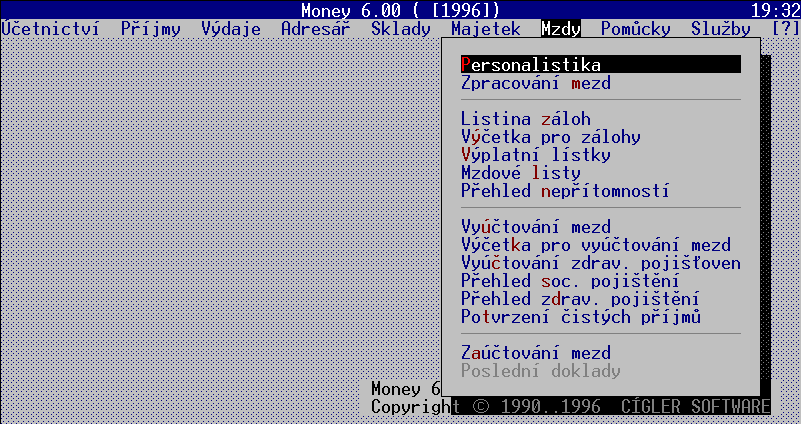 Money 6.00 ( [1996]) 19:32
Účetnictví Příjmy Výdaje Adresář Sklady Majetek Mzdy Pomůcky Služby [?]
Personalistika
Zpracování mezd
Listina záloh
Výčetka pro zálohy
Výplatní lístky
Mzdové listy
Přehled nepřítomností
Vyúčtování mezd
Výčetka pro vyúčtování mezd
Vyúčtování zdrav. pojišťoven
Přehled soc. pojištění
Přehled zdrav. pojištění
Potvrzení čistých příjmů
Zaúčtování mezd
Poslední doklady
Money 6
Copyright © 1990..1996 CÍGLER SOFTWARE